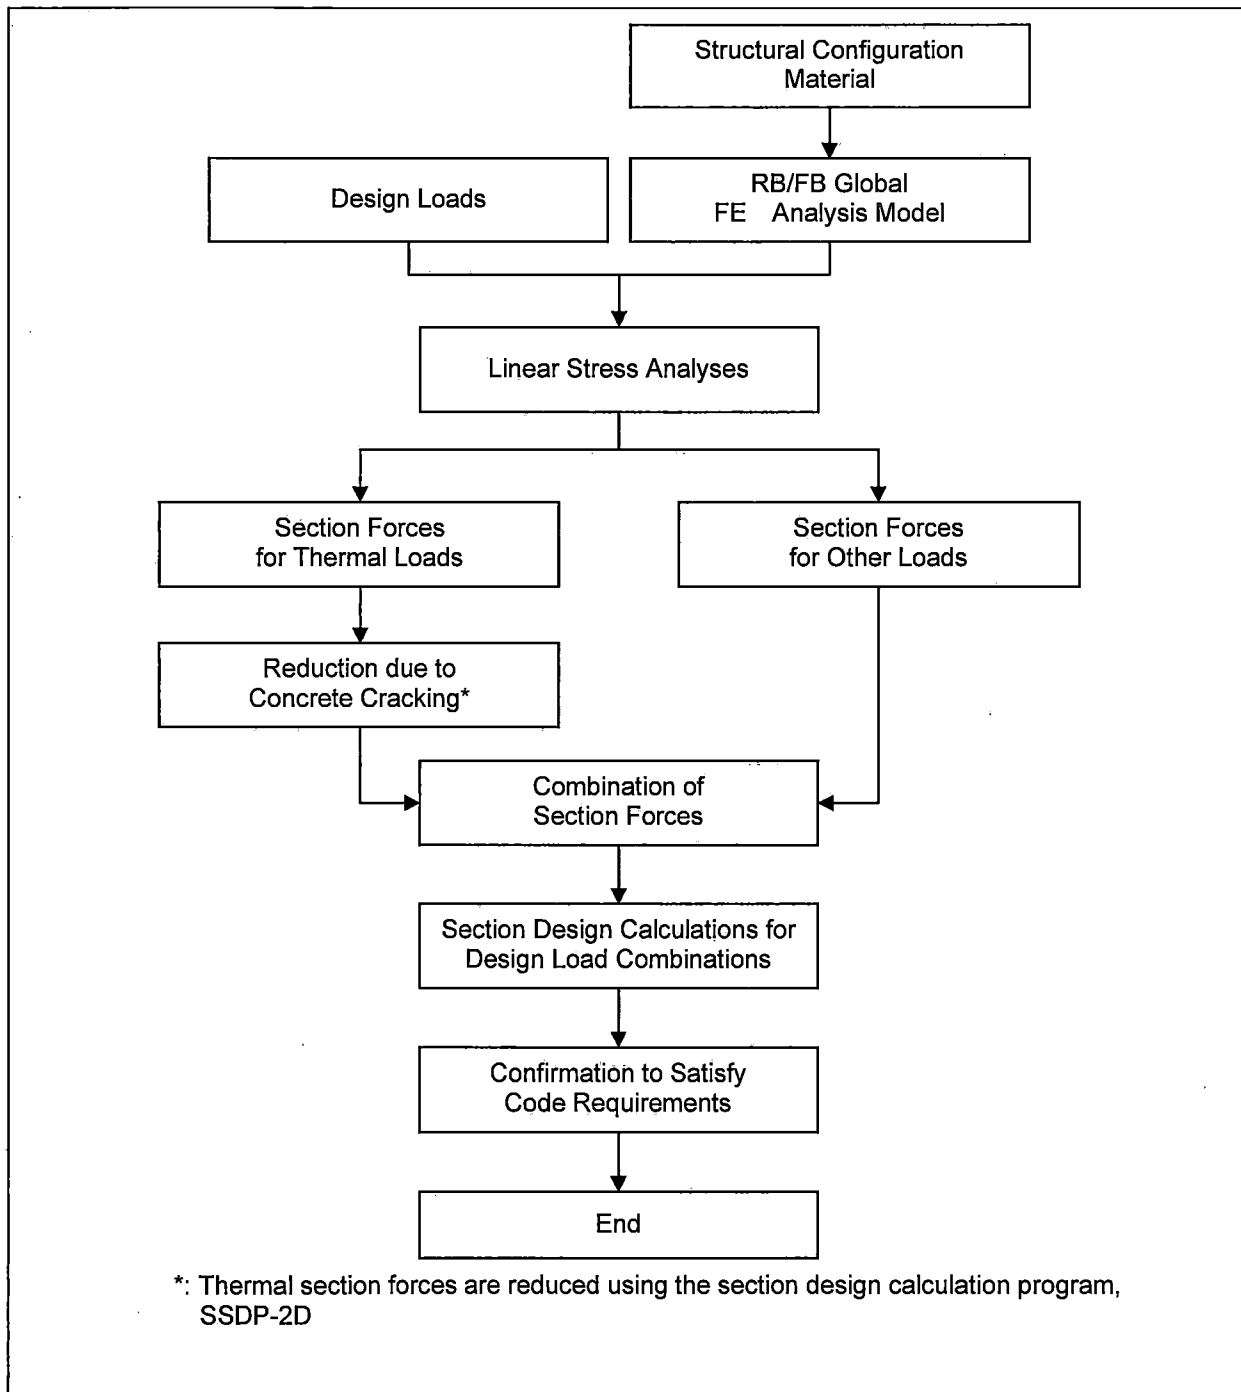 Structural Configuration
Material
Design Loads
RB/FB Global
FE Analysis Model
Linear Stress Analyses
Section Forces
for Thermal Loads
Section Forces
for Other Loads
Reduction due to
Concrete Cracking*
Combination of
Section Forces
Section Design Calculations for
Design Load Combinations
Confirmation to Satisfy
Code Requirements
End
*: Thermal section forces are reduced using the section design calculation program,
SSDP-2D